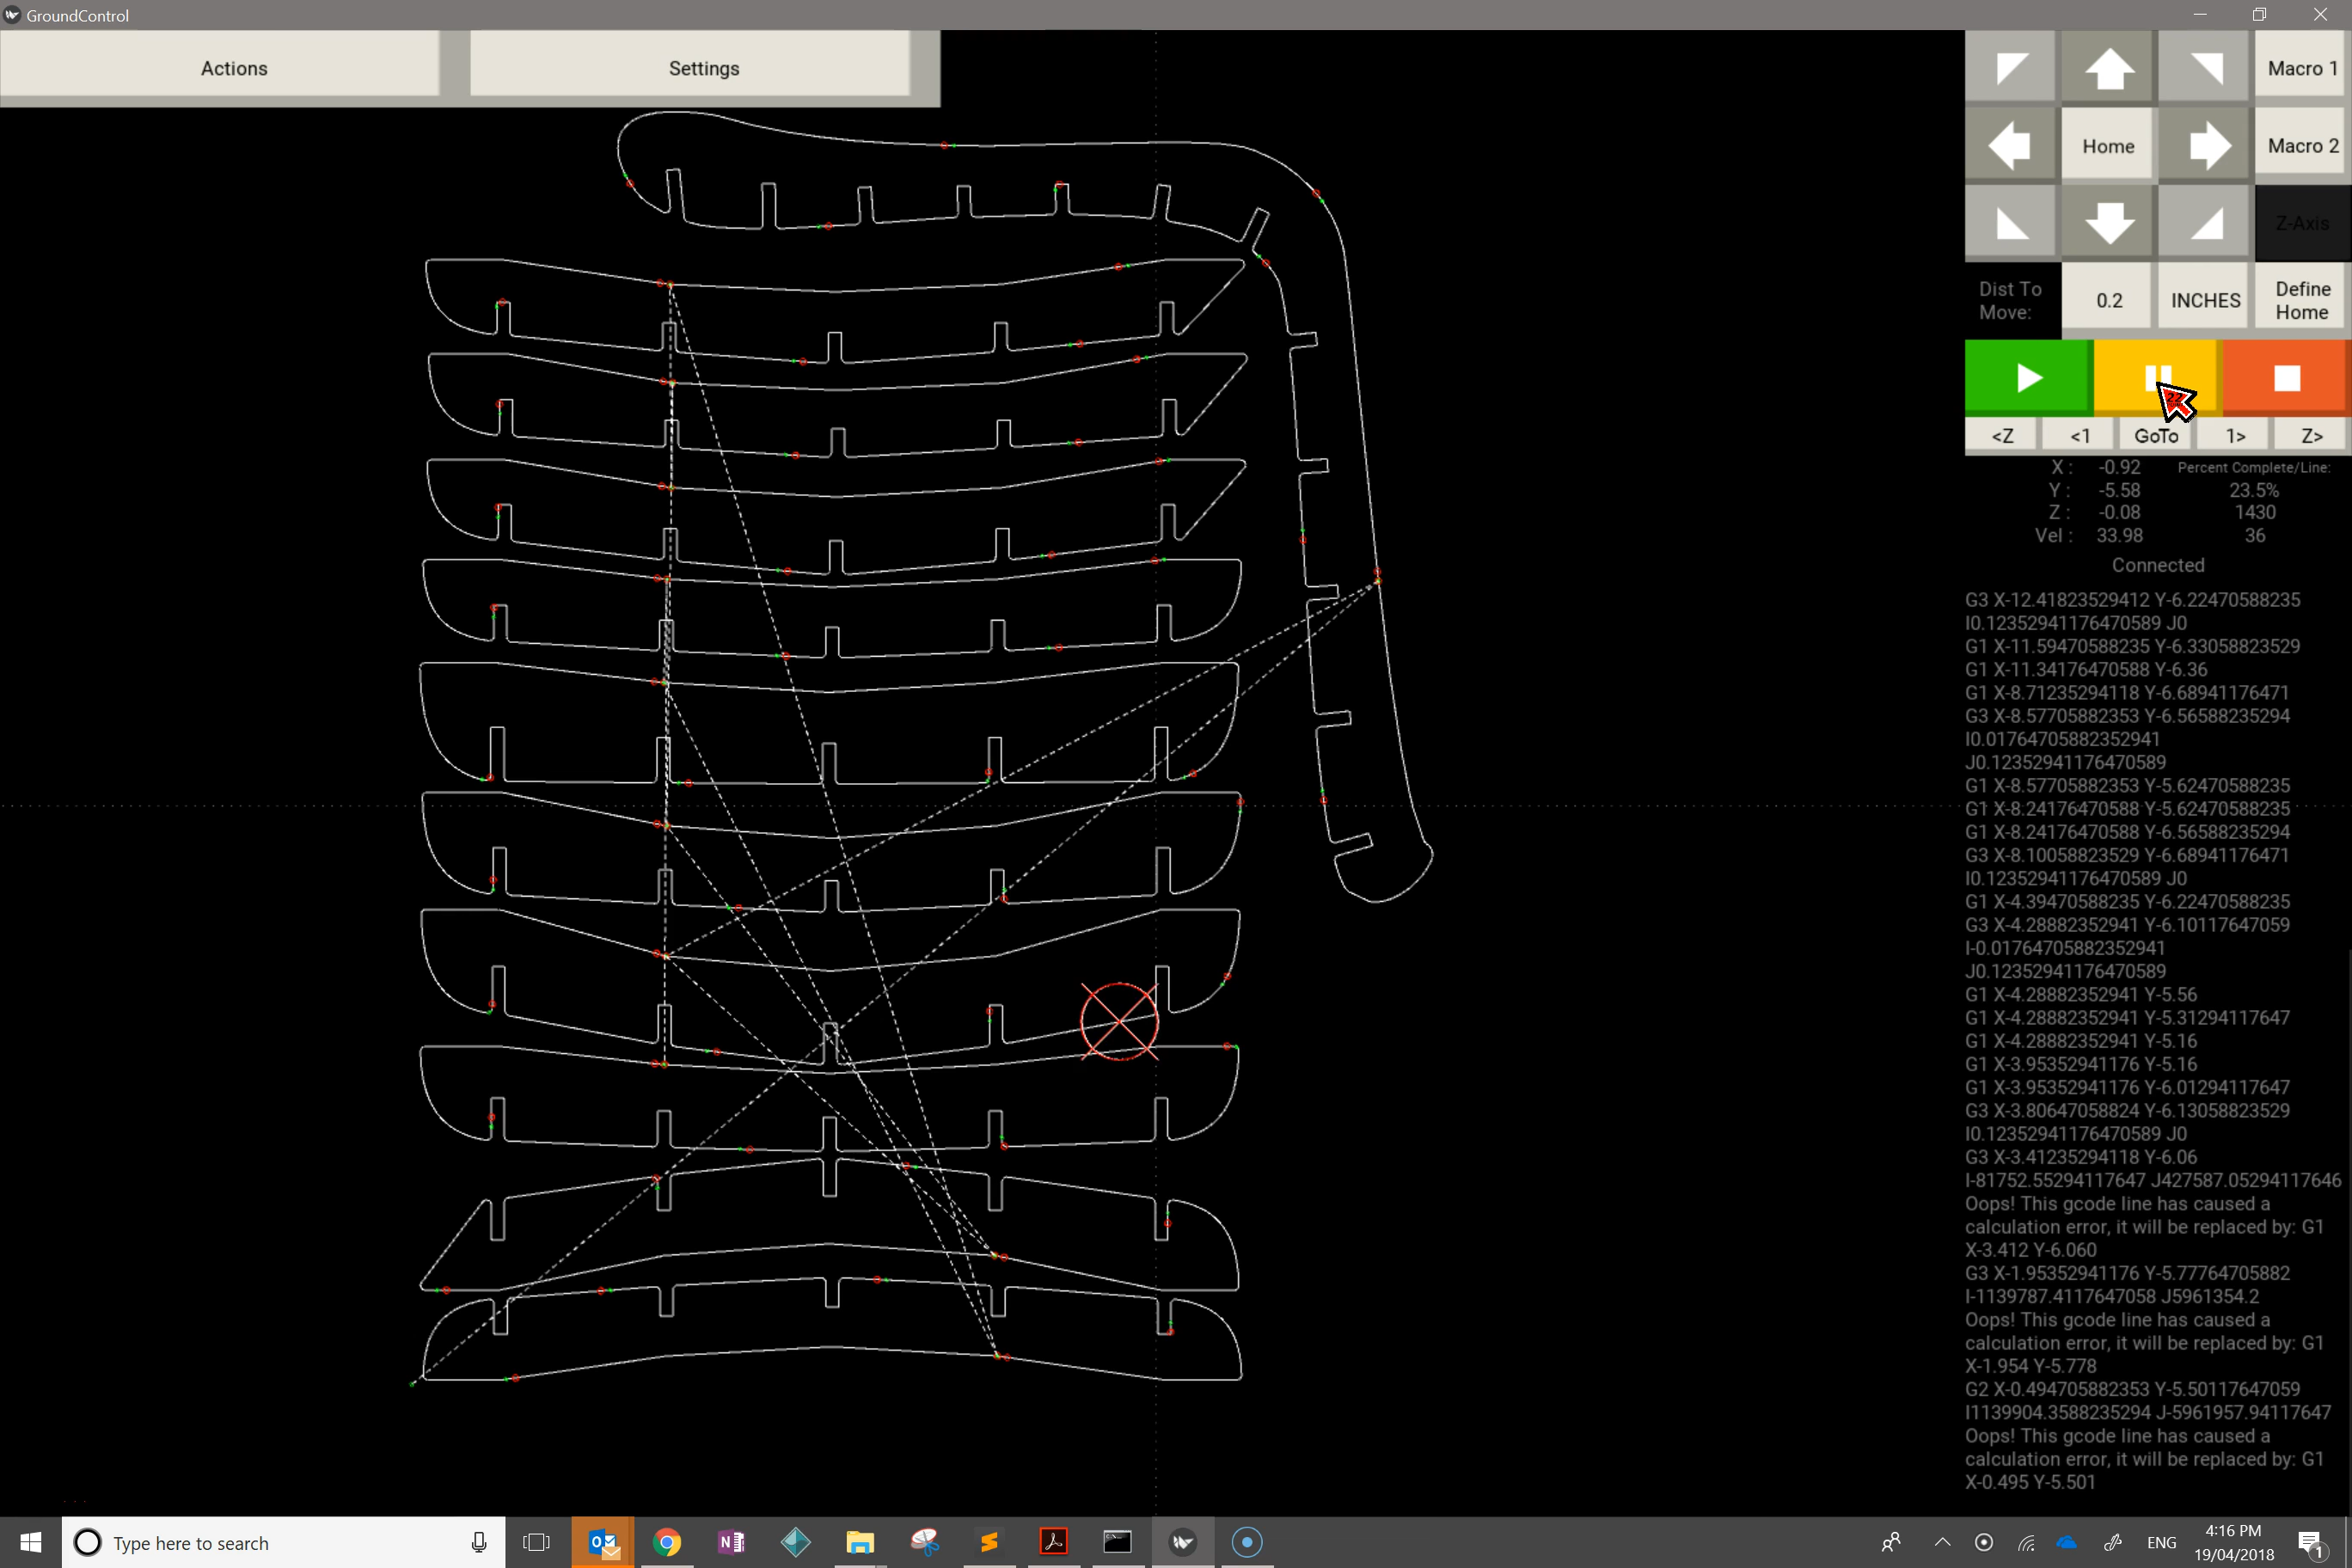 GroundControl
Actions
Settings
Macro 1
Home
Macro 2
Z-Axis
Dist To
Move:
0.2
INCHES
Define
Home
<Z
<1
GoTo
1>
Z>
X : -0.92 Percent Complete/Line:
Y : -5.58 23.5%
Z : -0.08 1430
Vel : 33.98 36
Connected
G3 X-12.41823529412 Y-6.22470588235
I0.12352941176470589 J0
G1 X-11.59470588235 Y-6.33058823529
G1 X-11.34176470588 Y-6.36
G1 X-8.71235294118 Y-6.68941176471
G3 X-8.57705882353 Y-6.56588235294
I0.01764705882352941
J0.12352941176470589
G1 X-8.57705882353 Y-5.62470588235
G1 X-8.24176470588 Y-5.62470588235
G1 X-8.24176470588 Y-6.56588235294
G3 X-8.10058823529 Y-6.68941176471
I0.12352941176470589 J0
G1 X-4.39470588235 Y-6.22470588235
G3 X-4.28882352941 Y-6.10117647059
I-0.01764705882352941
J0.12352941176470589
G1 X-4.28882352941 Y-5.56
G1 X-4.28882352941 Y-5.31294117647
G1 X-4.28882352941 Y-5.16
G1 X-3.95352941176 Y-5.16
G1 X-3.95352941176 Y-6.01294117647
G3 X-3.80647058824 Y-6.13058823529
I0.12352941176470589 J0
G3 X-3.41235294118 Y-6.06
I-81752.55294117647 J427587.05294117646
Oops! This gcode line has caused a
calculation error, it will be replaced by: G1
X-3.412 Y-6.060
G3 X-1.95352941176 Y-5.77764705882
I-1139787.4117647058 J5961354.2
Oops! This gcode line has caused a
calculation error, it will be replaced by: G1
X-1.954 Y-5.778
G2 X-0.494705882353 Y-5.50117647059
I1139904.3588235294 J-5961957.94117647
Oops! This gcode line has caused a
calculation error, it will be replaced by: G1
X-0.495 Y-5.501
Type here to search
ENG
4:16 PM
19/04/2018
1